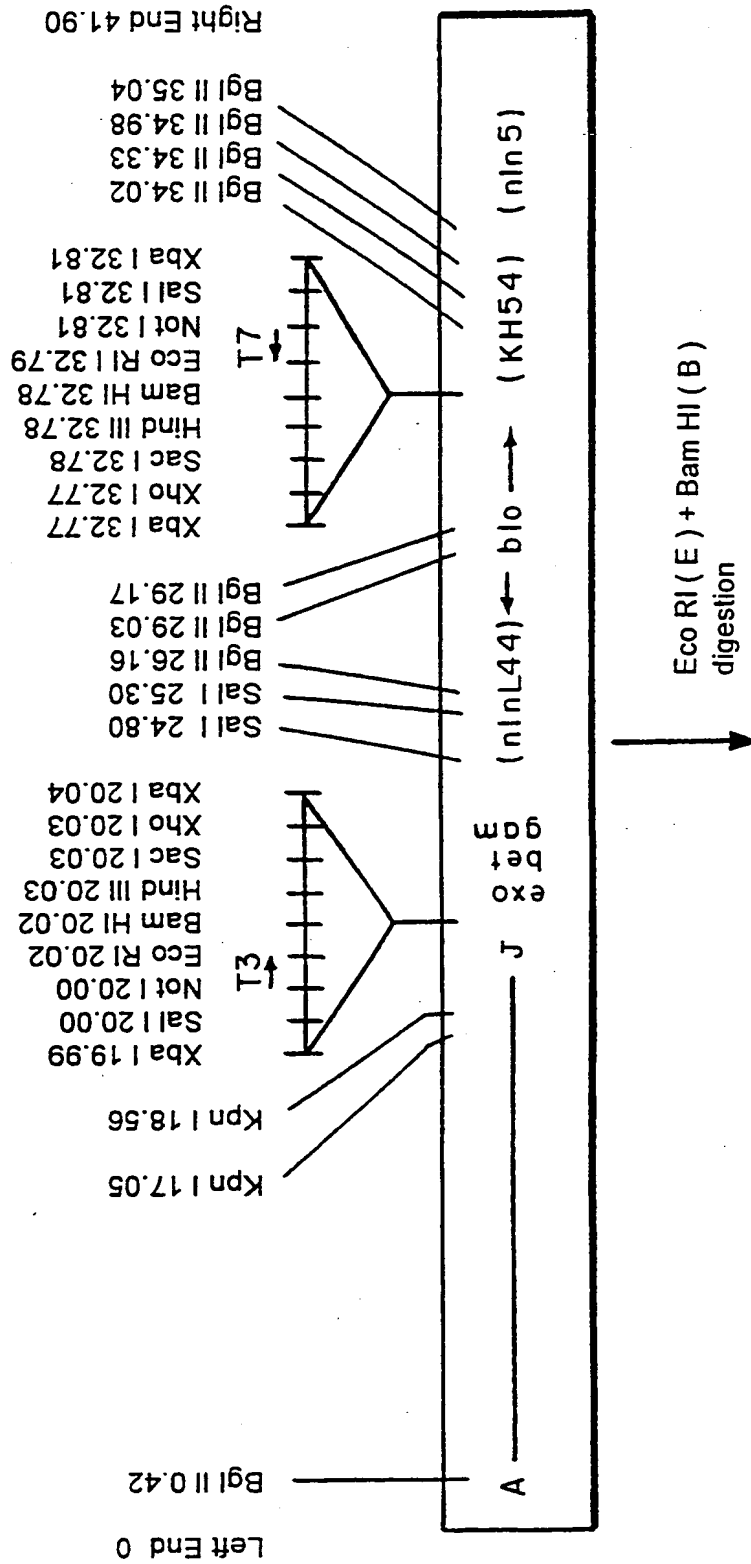 Left End 0
Bgl II 0.42
Kpn I 17.05
Kpn I 18.56
Xba I 19.99
Sal I 20.00
Not I 20.00
Eco RI 20.02
Bam HI 20.02
Hind III 20.03
Sac I 20.03
Xho I 20.03
Xba I 20.04
T3
Sal I 24.80
Sal I 25.30
Bgl II 26.16
Bgl II 29.03
Bgl II 29.17
Xba I 32.77
Xho I 32.77
Sac I 32.78
Hind III 32.78
Bam HI 32.78
Eco RI 32.79
Not I 32.81
Sal I 32.81
Xba I 32.81
T7
Bgl II 34.02
Bgl II 34.33
Bgl II 34.98
Bgl II 35.04
Right End 41.90
A
J
exo
bet
gam
(nInL44)
bio
(KH54)
(nIn5)
Eco RI (E) + Bam HI (B)
digestion